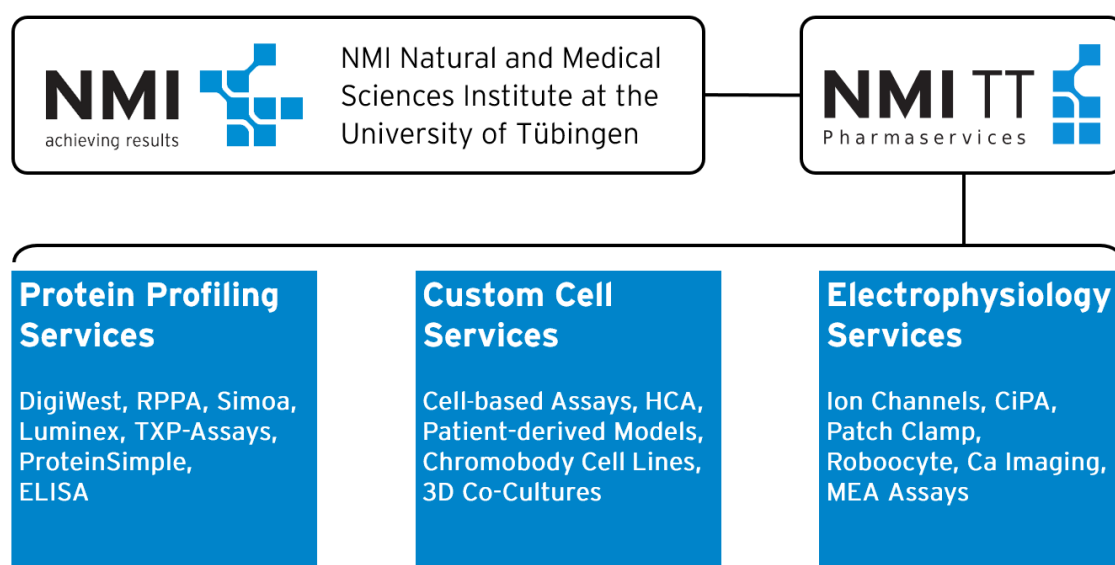 NMI
achieving results
NMI Natural and Medical
Sciences Institute at the
University of Tübingen
NMI TT
Pharmaservices
Protein Profiling
Services
DigiWest, RPPA, Simoa,
Luminex, TXP-Assays,
ProteinSimple,
ELISA
Custom Cell
Services
Cell-based Assays, HCA,
Patient-derived Models,
Chromobody Cell Lines,
3D Co-Cultures
Electrophysiology
Services
Ion Channels, CiPA,
Patch Clamp,
Roboocyte, Ca Imaging,
MEA Assays